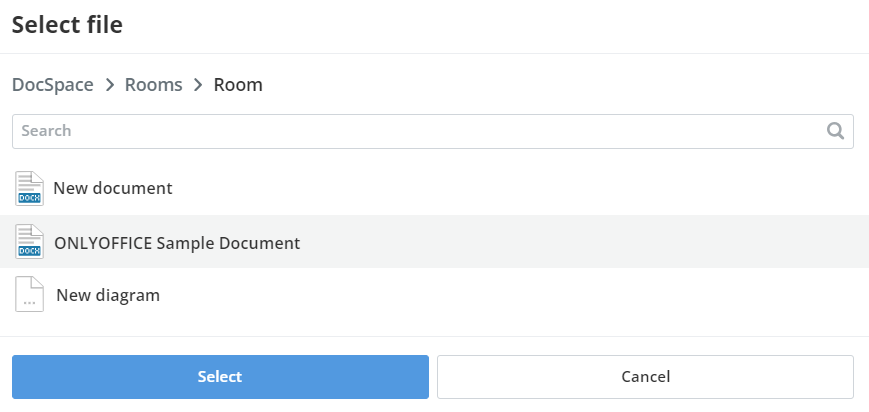 Select file
DocSpace > Rooms > Room
Search
DOCX New document
DOCX ONLYOFFICE Sample Document
... New diagram
Select Cancel